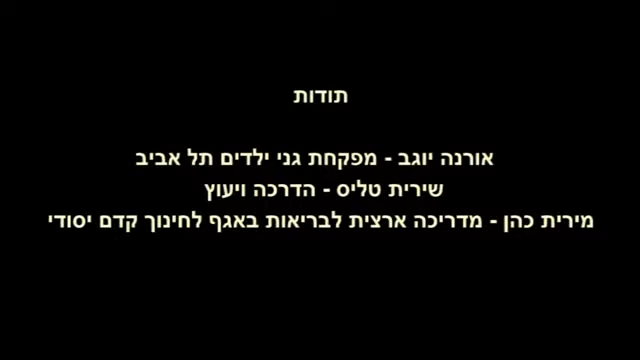 תודות
אורנה יוגב - מפקחת גני ילדים תל אביב
שירית טליס - הדרכה ויעוץ
מירית כהן - מדריכה ארצית לבריאות באגף לחינוך קדם יסודי